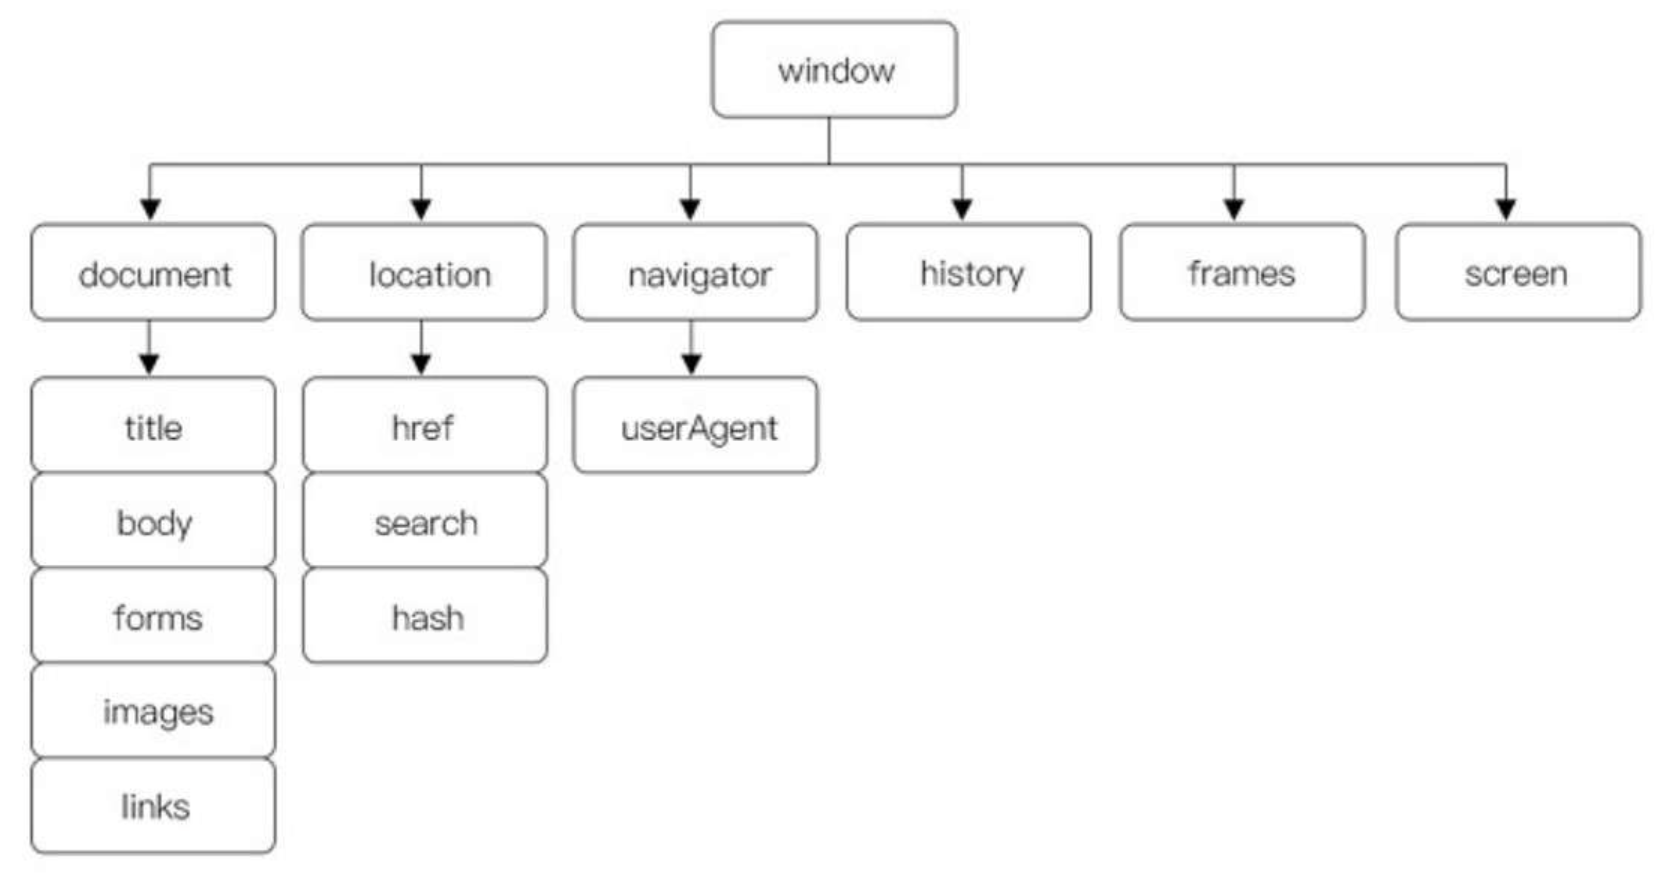 window
document
location
navigator
history
frames
screen
title
href
userAgent
body
search
forms
hash
images
links